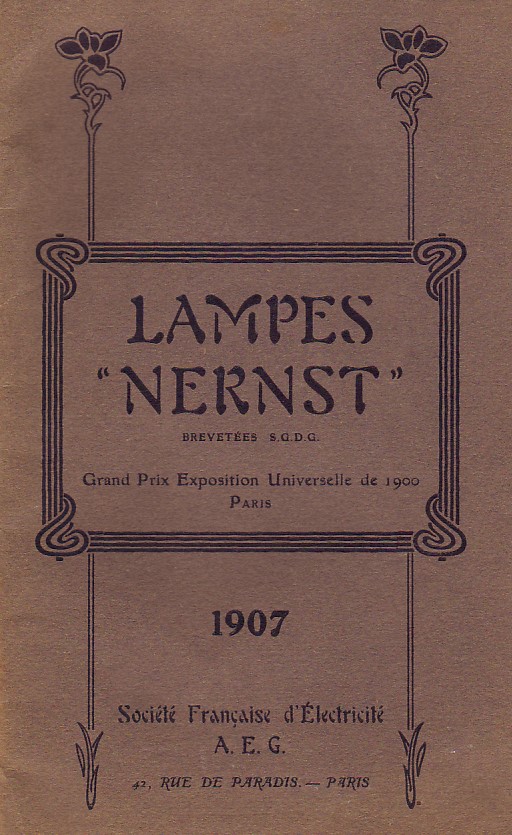 LAMPES
"NERNST"
BREVETÉES S.G.D.G.
Grand Prix Exposition Universelle de 1900
PARIS
1907
Société Française d'Électricité
A. E. G.
42, RUE DE PARADIS. — PARIS